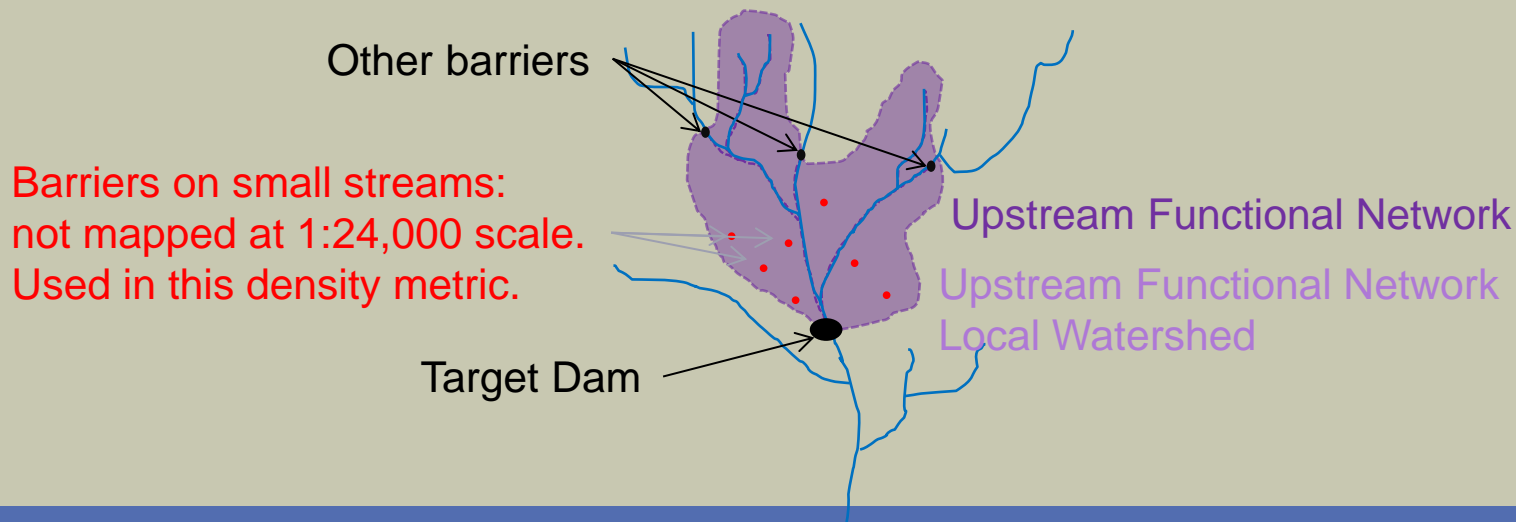 Other barriers
Barriers on small streams:
not mapped at 1:24,000 scale.
Used in this density metric.
Upstream Functional Network
Upstream Functional Network
Local Watershed
Target Dam